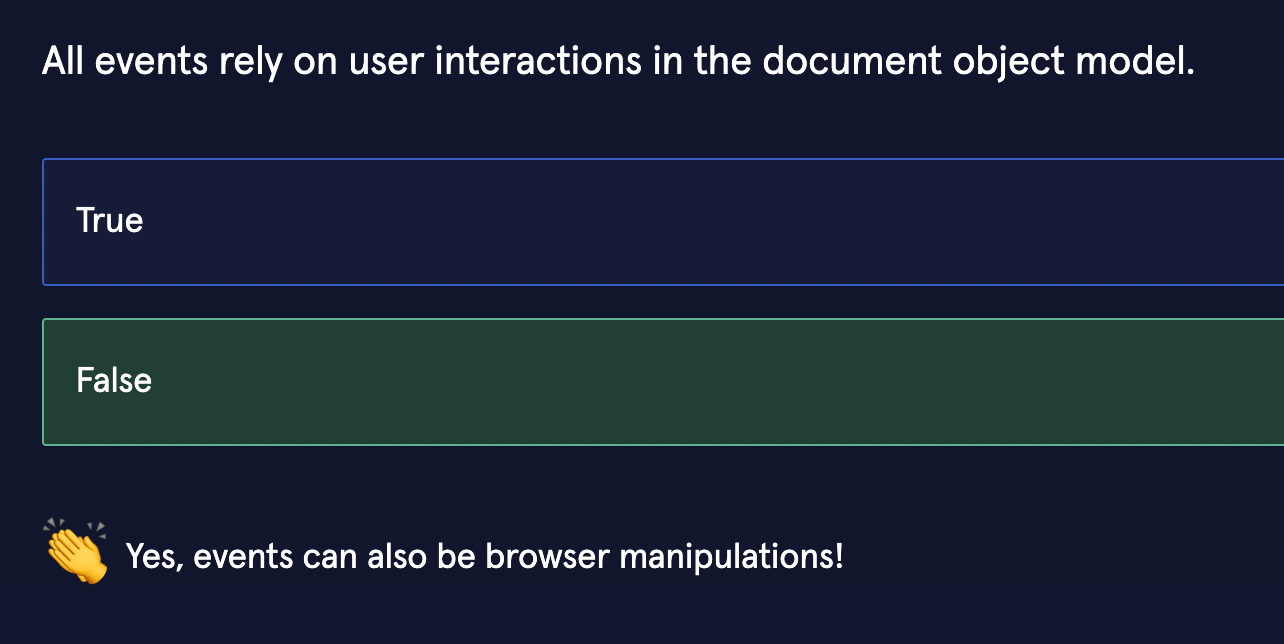 All events rely on user interactions in the document object model.
True
False
Yes, events can also be browser manipulations!